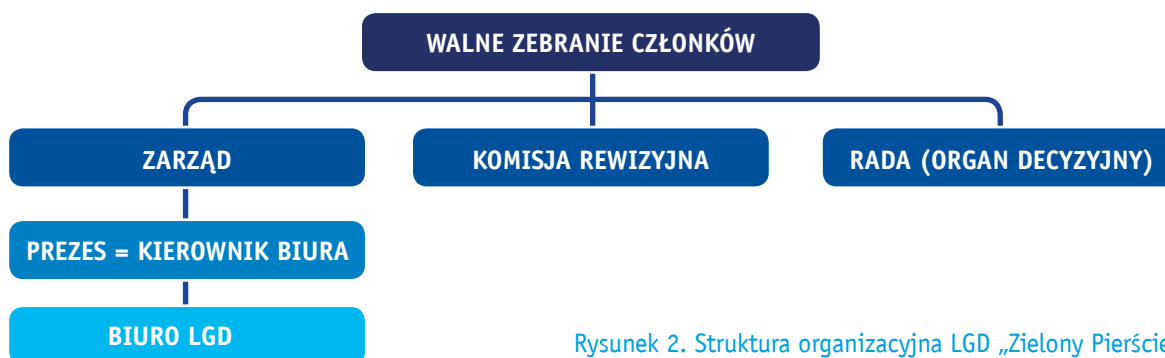 WALNE ZEBRANIE CZŁONKÓW
ZARZĄD
KOMISJA REWIZYJNA
RADA (ORGAN DECYZYJNY)
PREZES = KIEROWNIK BIURA
BIURO LGD
Rysunek 2. Struktura organizacyjna LGD „Zielony